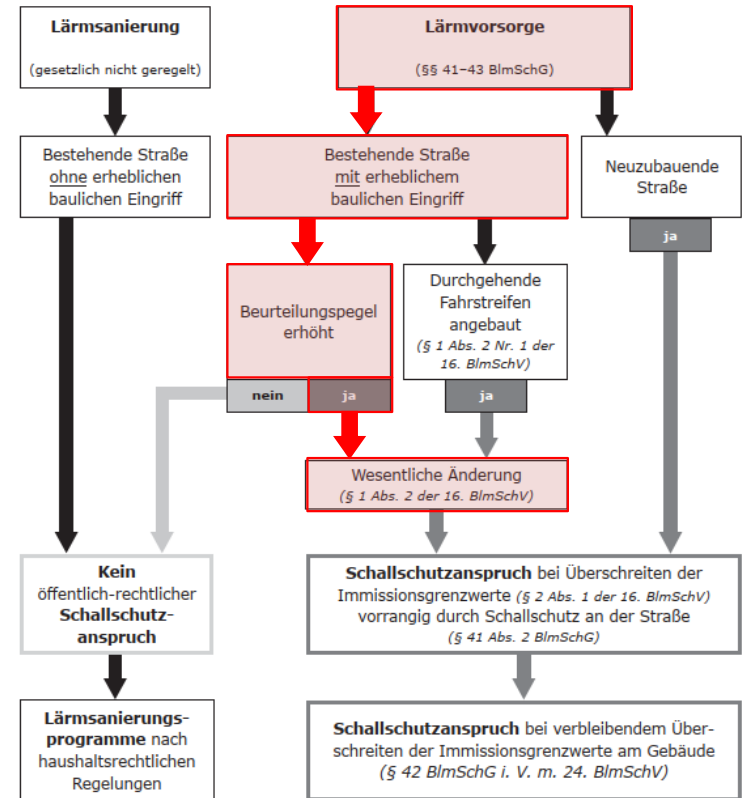 Lärmsanierung
(gesetzlich nicht geregelt)
Lärmvorsorge
(§§ 41–43 BImSchG)
Bestehende Straße
ohne erheblichen
baulichen Eingriff
Bestehende Straße
mit erheblichem
baulichen Eingriff
Neuzubauende
Straße
ja
Beurteilungspegel
erhöht
nein
ja
Durchgehende
Fahrstreifen
angebaut
(§ 1 Abs. 2 Nr. 1 der
16. BImSchV)
ja
Wesentliche Änderung
(§ 1 Abs. 2 der 16. BImSchV)
Kein
öffentlich-rechtlicher
Schallschutz-
anspruch
Schallschutzanspruch bei Überschreiten der
Immissionsgrenzwerte (§ 2 Abs. 1 der 16. BImSchV)
vorrangig durch Schallschutz an der Straße
(§ 41 Abs. 2 BImSchG)
Lärmsanierungs-
programme nach
haushaltsrechtlichen
Regelungen
Schallschutzanspruch bei verbleibendem Über-
schreiten der Immissionsgrenzwerte am Gebäude
(§ 42 BImSchG i. V. m. 24. BImSchV)